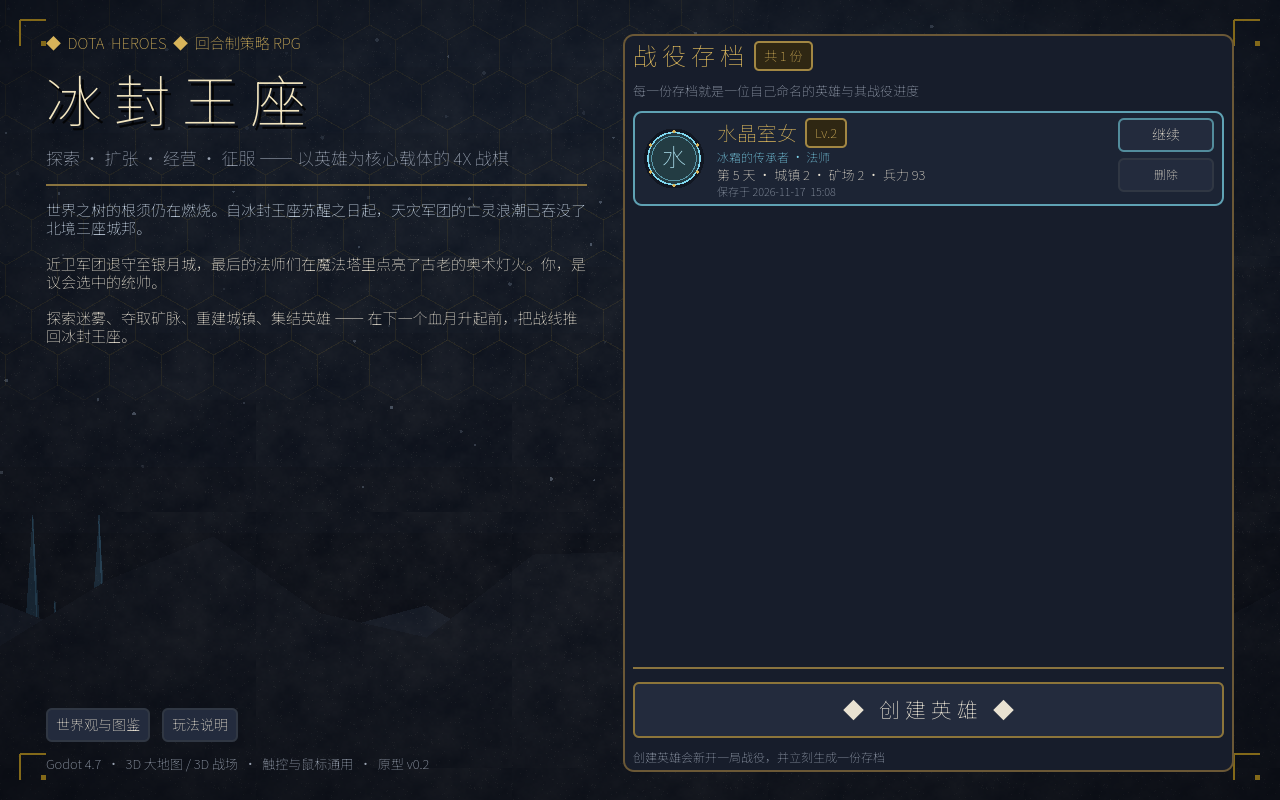 ◆ DOTA HEROES ◆ 回合制策略 RPG
冰封王座
探索 · 扩张 · 经营 · 征服 —— 以英雄为核心载体的 4X 战棋
世界之树的根须仍在燃烧。自冰封王座苏醒之日起，天灾军团的亡灵浪潮已吞没了
北境三座城邦。
近卫军团退守至银月城，最后的法师们在魔法塔里点亮了古老的奥术灯火。你，是
议会选中的统帅。
探索迷雾、夺取矿脉、重建城镇、集结英雄 —— 在下一个血月升起前，把战线推
回冰封王座。
世界观与图鉴
玩法说明
Godot 4.7 · 3D 大地图 / 3D 战场 · 触控与鼠标通用 · 原型 v0.2
战役存档
共 1 份
每一份存档就是一位自己命名的英雄与其战役进度
水
水晶室女
Lv.2
冰霜的传承者 · 法师
第 5 天 · 城镇 2 · 矿场 2 · 兵力 93
保存于 2026-11-17 15:08
继续
删除
◆ 创建英雄 ◆
创建英雄会新开一局战役，并立刻生成一份存档